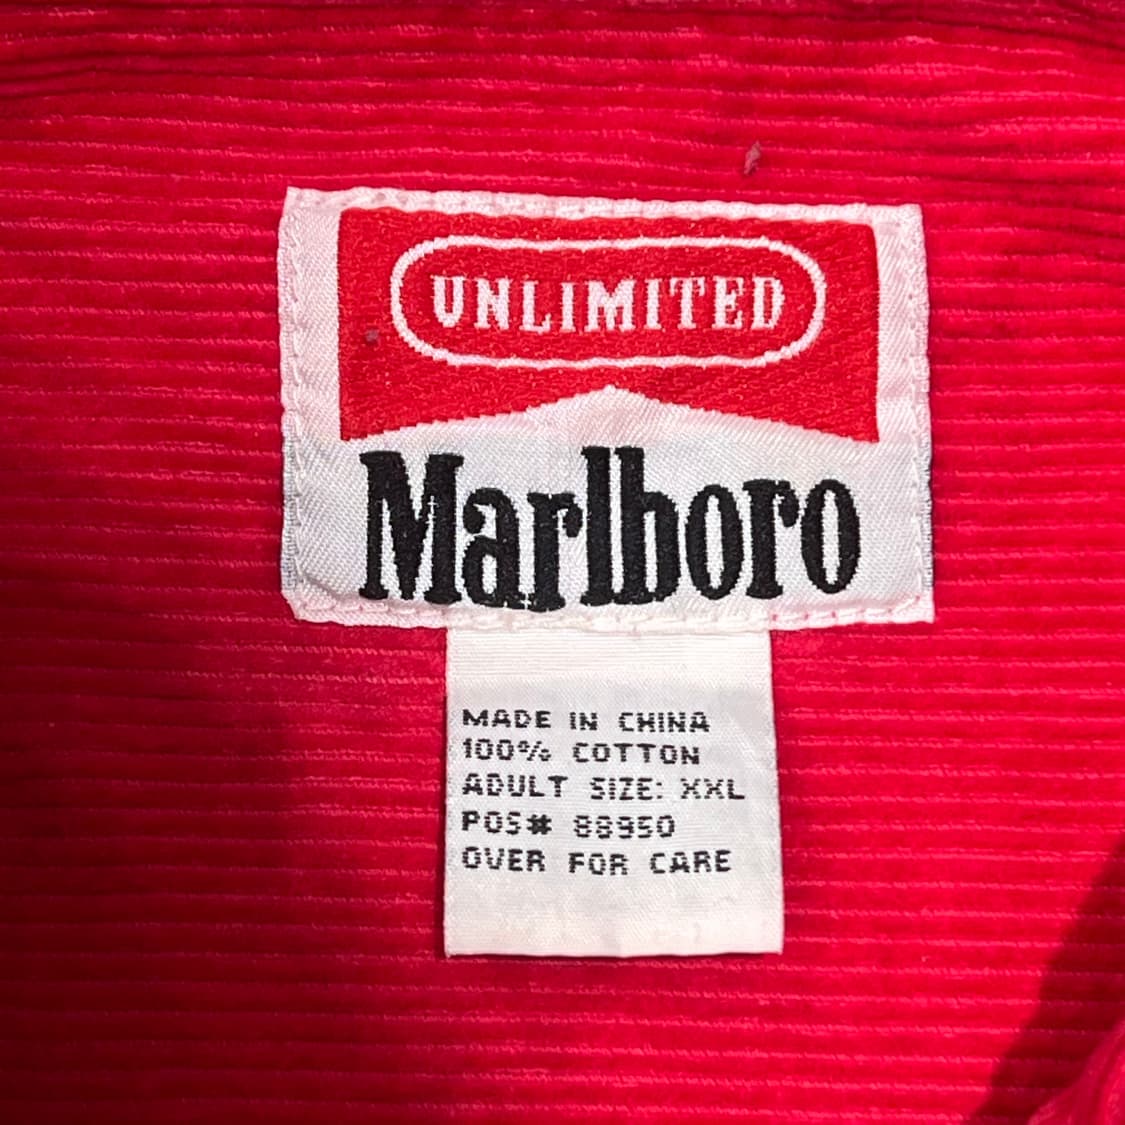 UNLIMITED
Marlboro
MADE IN CHINA
100% COTTON
ADULT SIZE: XXL
POS# 88950
OVER FOR CARE